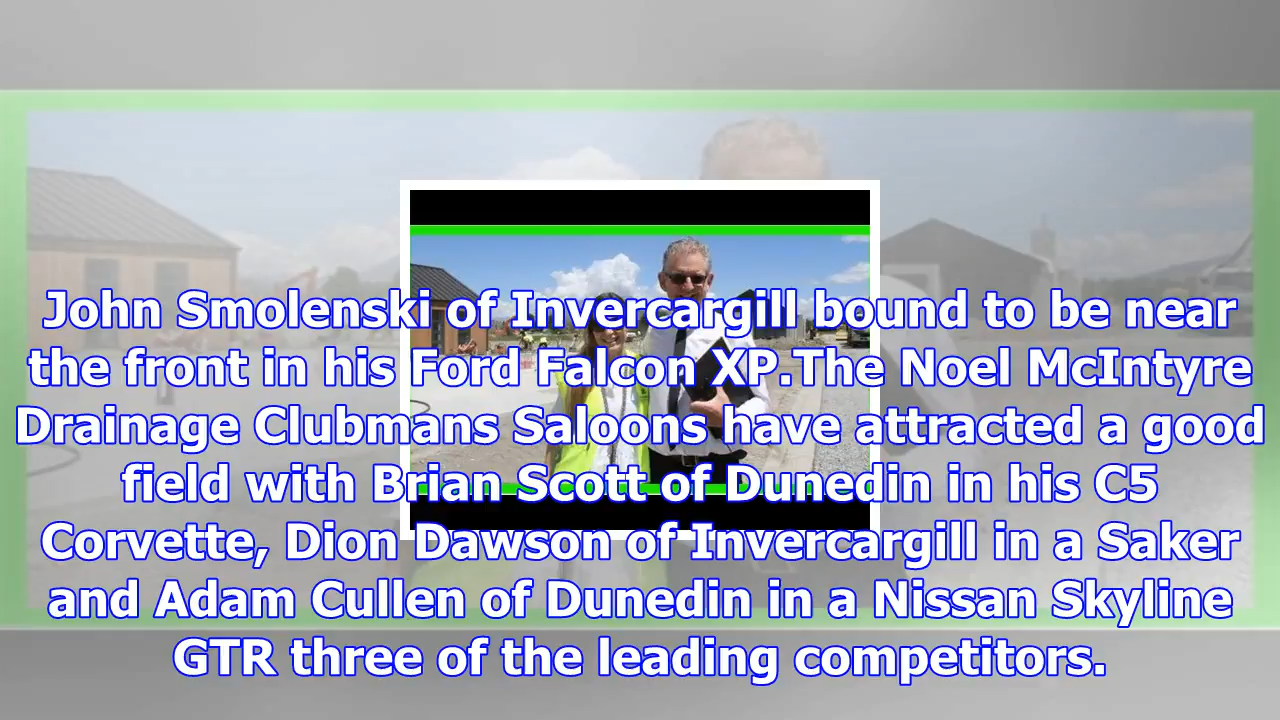 John Smolenski of Invercargill bound to be near
the front in his Ford Falcon XP.The Noel McIntyre
Drainage Clubmans Saloons have attracted a good
field with Brian Scott of Dunedin in his C5
Corvette, Dion Dawson of Invercargill in a Saker
and Adam Cullen of Dunedin in a Nissan Skyline
GTR three of the leading competitors.